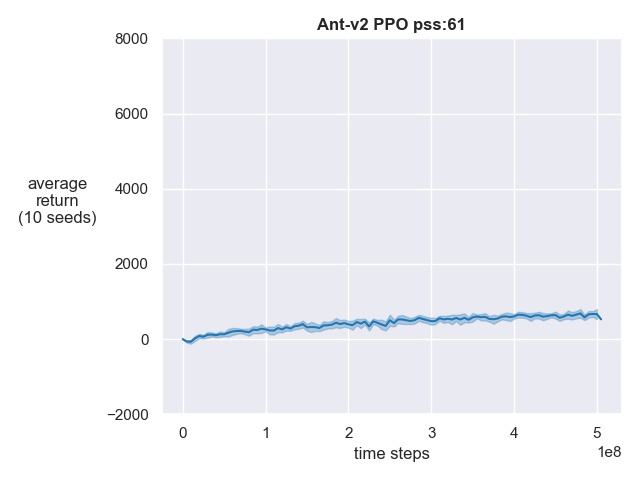 Ant-v2 PPO pss:61
8000
6000
4000
2000
0
−2000
average
return
(10 seeds)
0 1 2 3 4 5
1e8
time steps